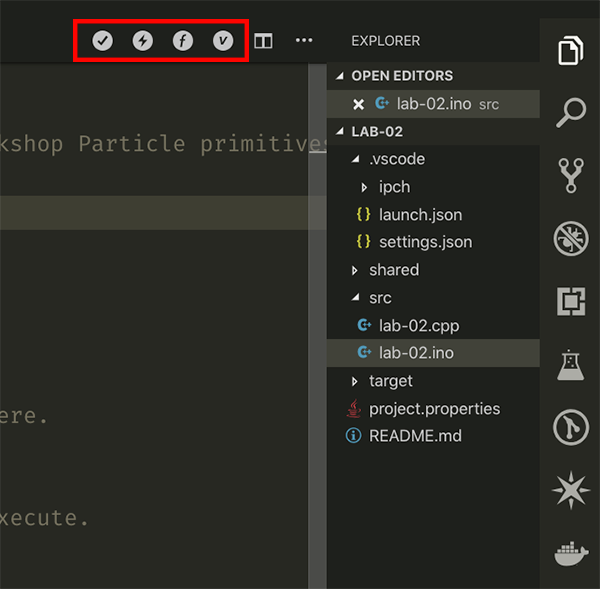 f
v
EXPLORER
OPEN EDITORS
lab-02.ino src
LAB-02
kshop Particle primitives
.vscode
ipch
{} launch.json
{} settings.json
shared
src
lab-02.cpp
lab-02.ino
target
ere.
project.properties
README.md
xecute.